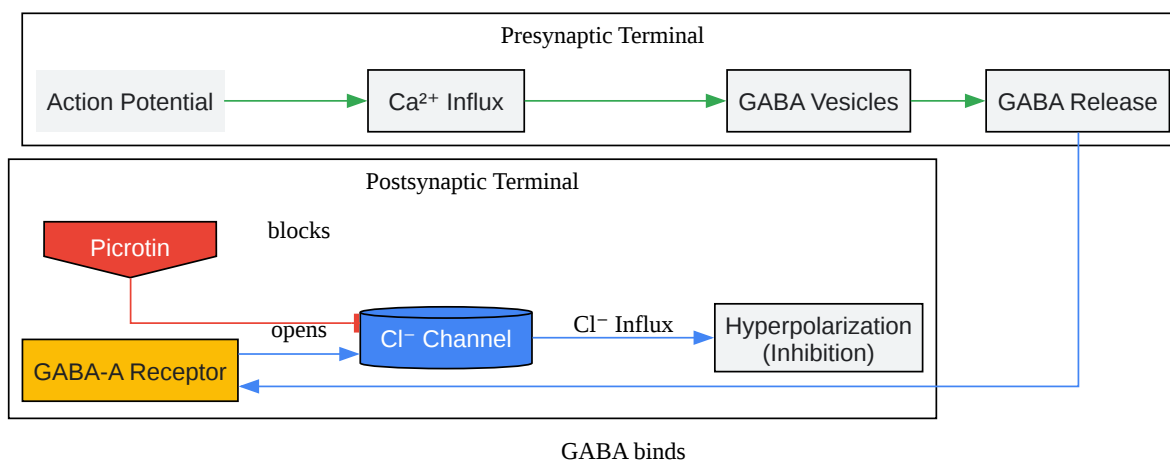 Presynaptic Terminal
Action Potential
Ca²⁺ Influx
GABA Vesicles
GABA Release
Postsynaptic Terminal
Picrotin
blocks
opens
Cl⁻ Channel
Cl⁻ Influx
Hyperpolarization
(Inhibition)
GABA-A Receptor
GABA binds